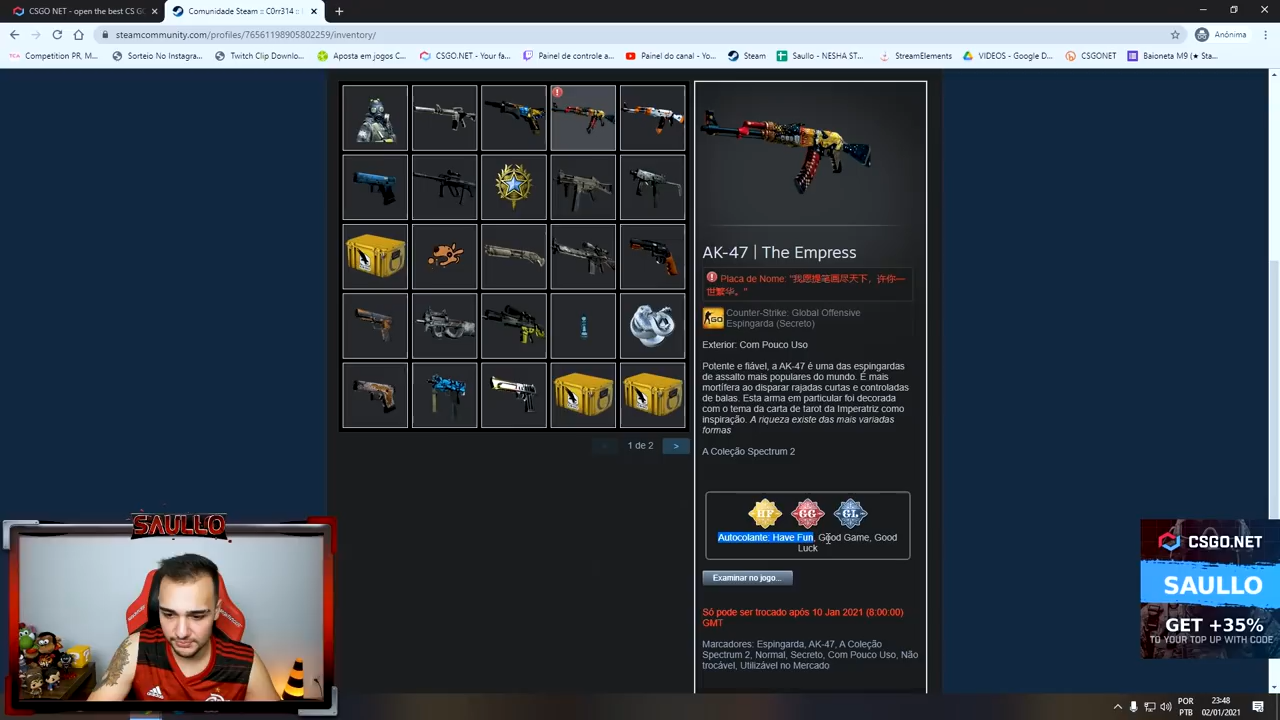 CSGO NET - open the best CS G
Comunidade Steam :: C0rr314 ::
steamcommunity.com/profiles/76561198905802259/inventory/
Anônima
Competition PR, M...
Sorteio No Instagra...
Twitch Clip Downlo...
Aposta em jogos C...
CSGO.NET - Your fa...
Painel de controle a...
Painel do canal - Yo...
Steam
Saullo - NESHA ST...
StreamElements
VIDEOS - Google D...
CSGONET
Baioneta M9 (★ Sta...
AK-47 | The Empress
Placa de Nome: "我愿提笔画尽天下，许你一
世繁华。"
GO
Counter-Strike: Global Offensive
Espingarda (Secreto)
Exterior: Com Pouco Uso
Potente e fiável, a AK-47 é uma das espingardas
de assalto mais populares do mundo. É mais
mortífera ao disparar rajadas curtas e controladas
de balas. Esta arma em particular foi decorada
com o tema da carta de tarot da Imperatriz como
inspiração. A riqueza existe das mais variadas
formas
A Coleção Spectrum 2
HF GG GL
Autocolante: Have Fun, Good Game, Good
Luck
Examinar no jogo...
Só pode ser trocado após 10 Jan 2021 (8:00:00)
GMT
Marcadores: Espingarda, AK-47, A Coleção
Spectrum 2, Normal, Secreto, Com Pouco Uso, Não
trocável, Utilizável no Mercado
< 1 de 2 >
SAULLO
CSGO.NET
SAULLO
GET +35%
TO YOUR TOP UP WITH CODE
POR
PTB
23:48
02/01/2021